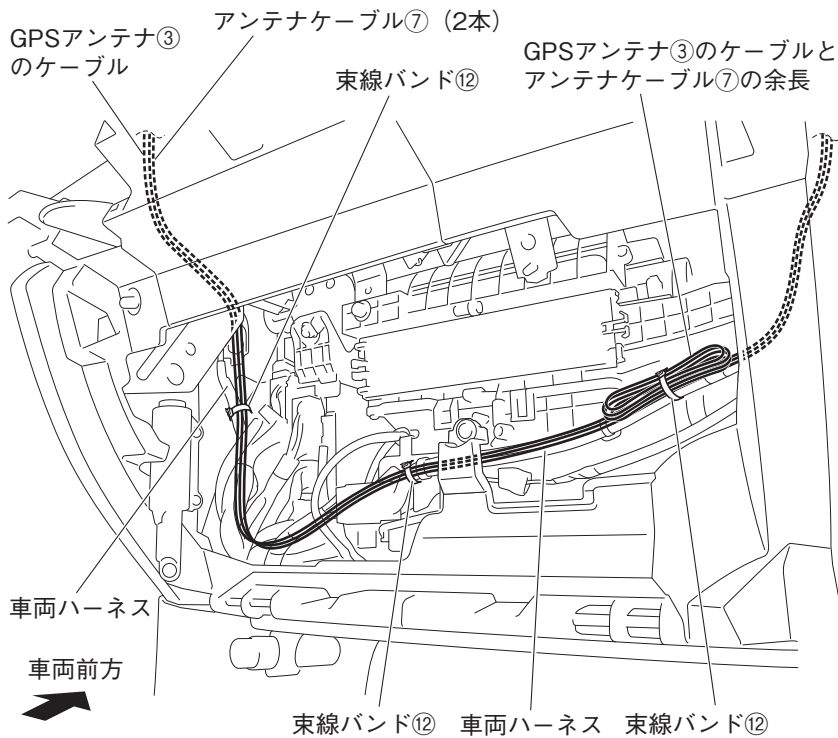 アンテナケーブル⑦（2本）
GPSアンテナ③
のケーブル
束線バンド⑫
GPSアンテナ③のケーブルと
アンテナケーブル⑦の余長
車両ハーネス
車両前方
束線バンド⑫
車両ハーネス
束線バンド⑫